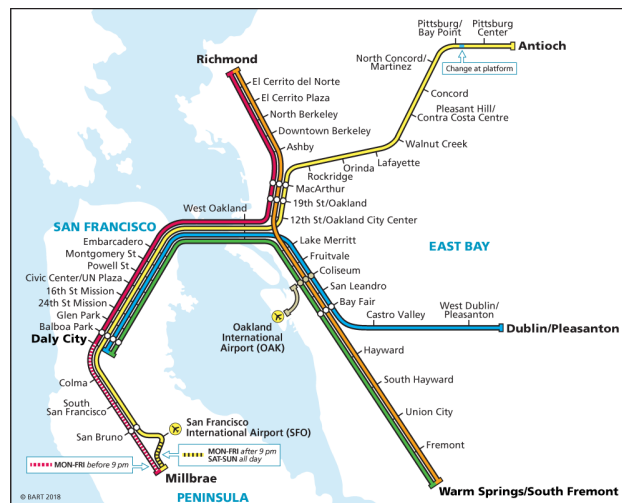 Pittsburg/
Bay Point
Pittsburg
Center
Antioch
Richmond
North Concord/
Martinez
Change at platform
El Cerrito del Norte
El Cerrito Plaza
Concord
North Berkeley
Pleasant Hill/
Contra Costa Centre
Downtown Berkeley
Ashby
Walnut Creek
Lafayette
Orinda
Rockridge
MacArthur
19th St/Oakland
West Oakland
12th St/Oakland City Center
SAN FRANCISCO
EAST BAY
Embarcadero
Lake Merritt
Montgomery St
Fruitvale
Powell St
Coliseum
Civic Center/UN Plaza
San Leandro
16th St Mission
Bay Fair
24th St Mission
Glen Park
Castro Valley
West Dublin/
Pleasanton
Balboa Park
Daly City
Dublin/Pleasanton
Oakland
International
Airport (OAK)
Hayward
Colma
South Hayward
South
San Francisco
Union City
San Bruno
San Francisco
International Airport (SFO)
Fremont
MON-FRI before 9 pm
MON-FRI after 9 pm
SAT-SUN all day
Millbrae
Warm Springs/South Fremont
© BART 2018
PENINSULA